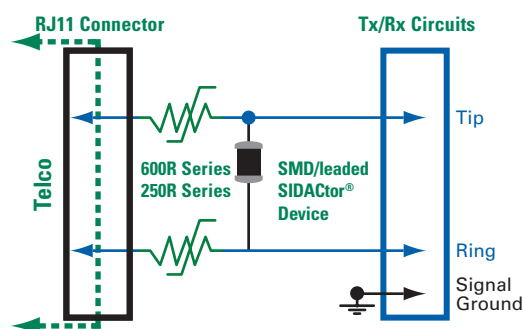 RJ11 Connector
Tx/Rx Circuits
Telco
Tip
600R Series
250R Series
SMD/leaded
SIDACtor®
Device
Ring
Signal
Ground